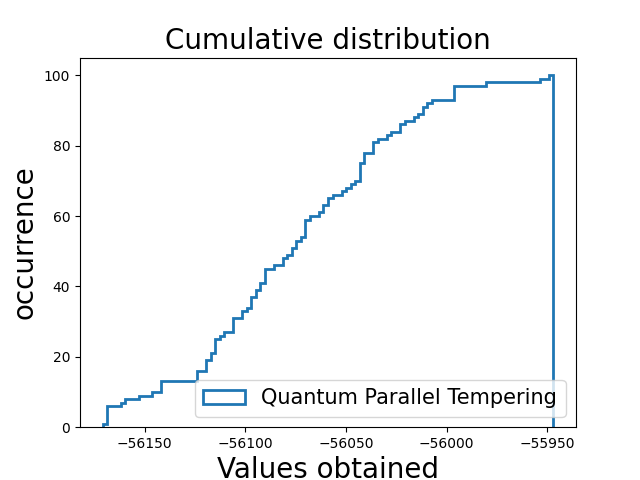 Cumulative distribution
occurrence
100
80
60
40
20
0
Quantum Parallel Tempering
−56150 −56100 −56050 −56000 −55950
Values obtained